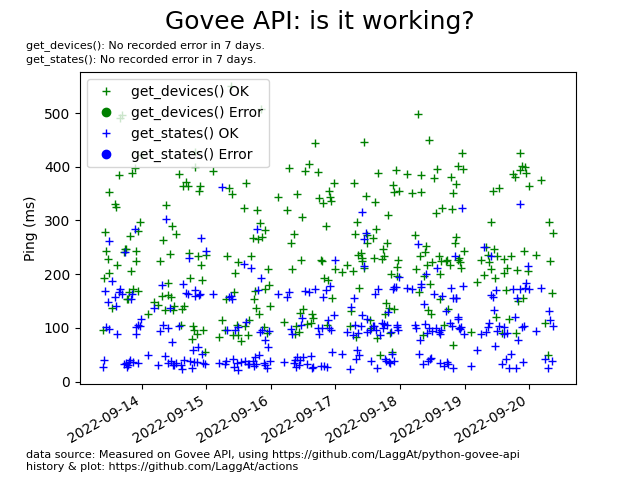 Govee API: is it working?
get_devices(): No recorded error in 7 days.
get_states(): No recorded error in 7 days.
get_devices() OK
get_devices() Error
get_states() OK
get_states() Error
Ping (ms)
500
400
300
200
100
0
2022-09-14
2022-09-15
2022-09-16
2022-09-17
2022-09-18
2022-09-19
2022-09-20
data source: Measured on Govee API, using https://github.com/LaggAt/python-govee-api
history & plot: https://github.com/LaggAt/actions